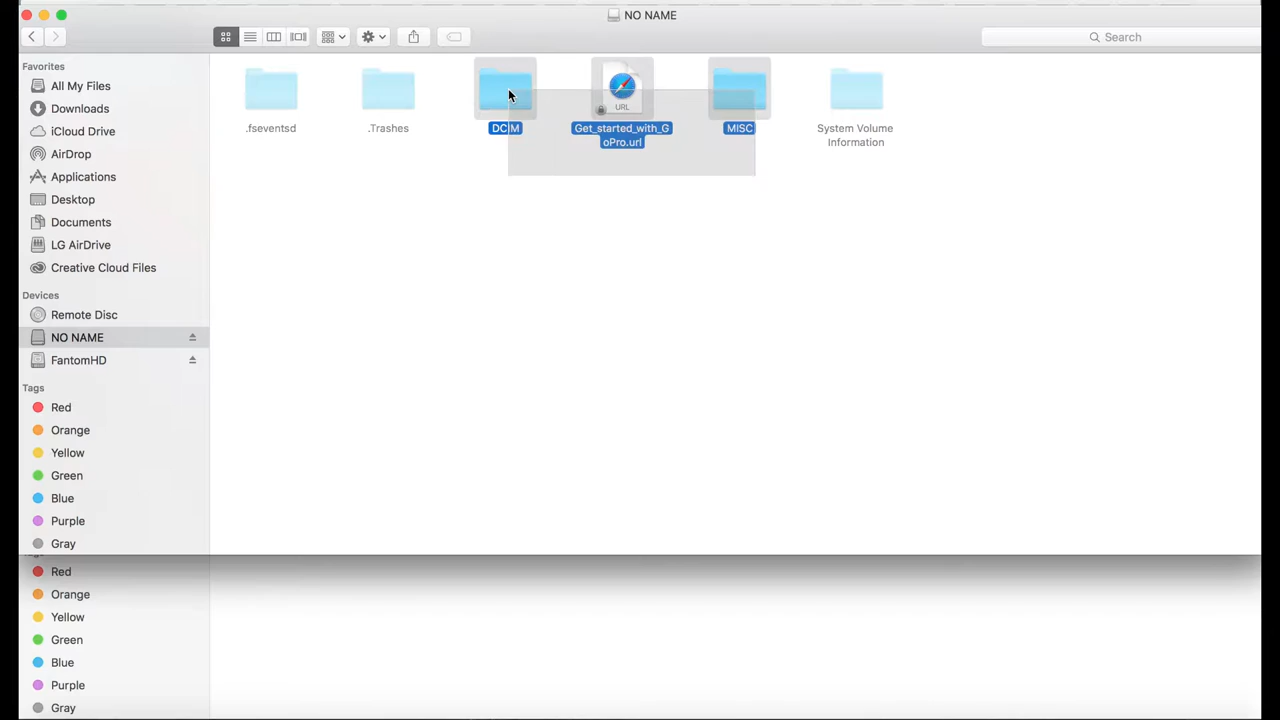 NO NAME
Search
Favorites
All My Files
Downloads
iCloud Drive
AirDrop
Applications
Desktop
Documents
LG AirDrive
Creative Cloud Files
Devices
Remote Disc
NO NAME
FantomHD
Tags
Red
Orange
Yellow
Green
Blue
Purple
Gray
.fseventsd
.Trashes
DCIM
URL
Get_started_with_G
oPro.url
MISC
System Volume
Information
Tags
Red
Orange
Yellow
Green
Blue
Purple
Gray